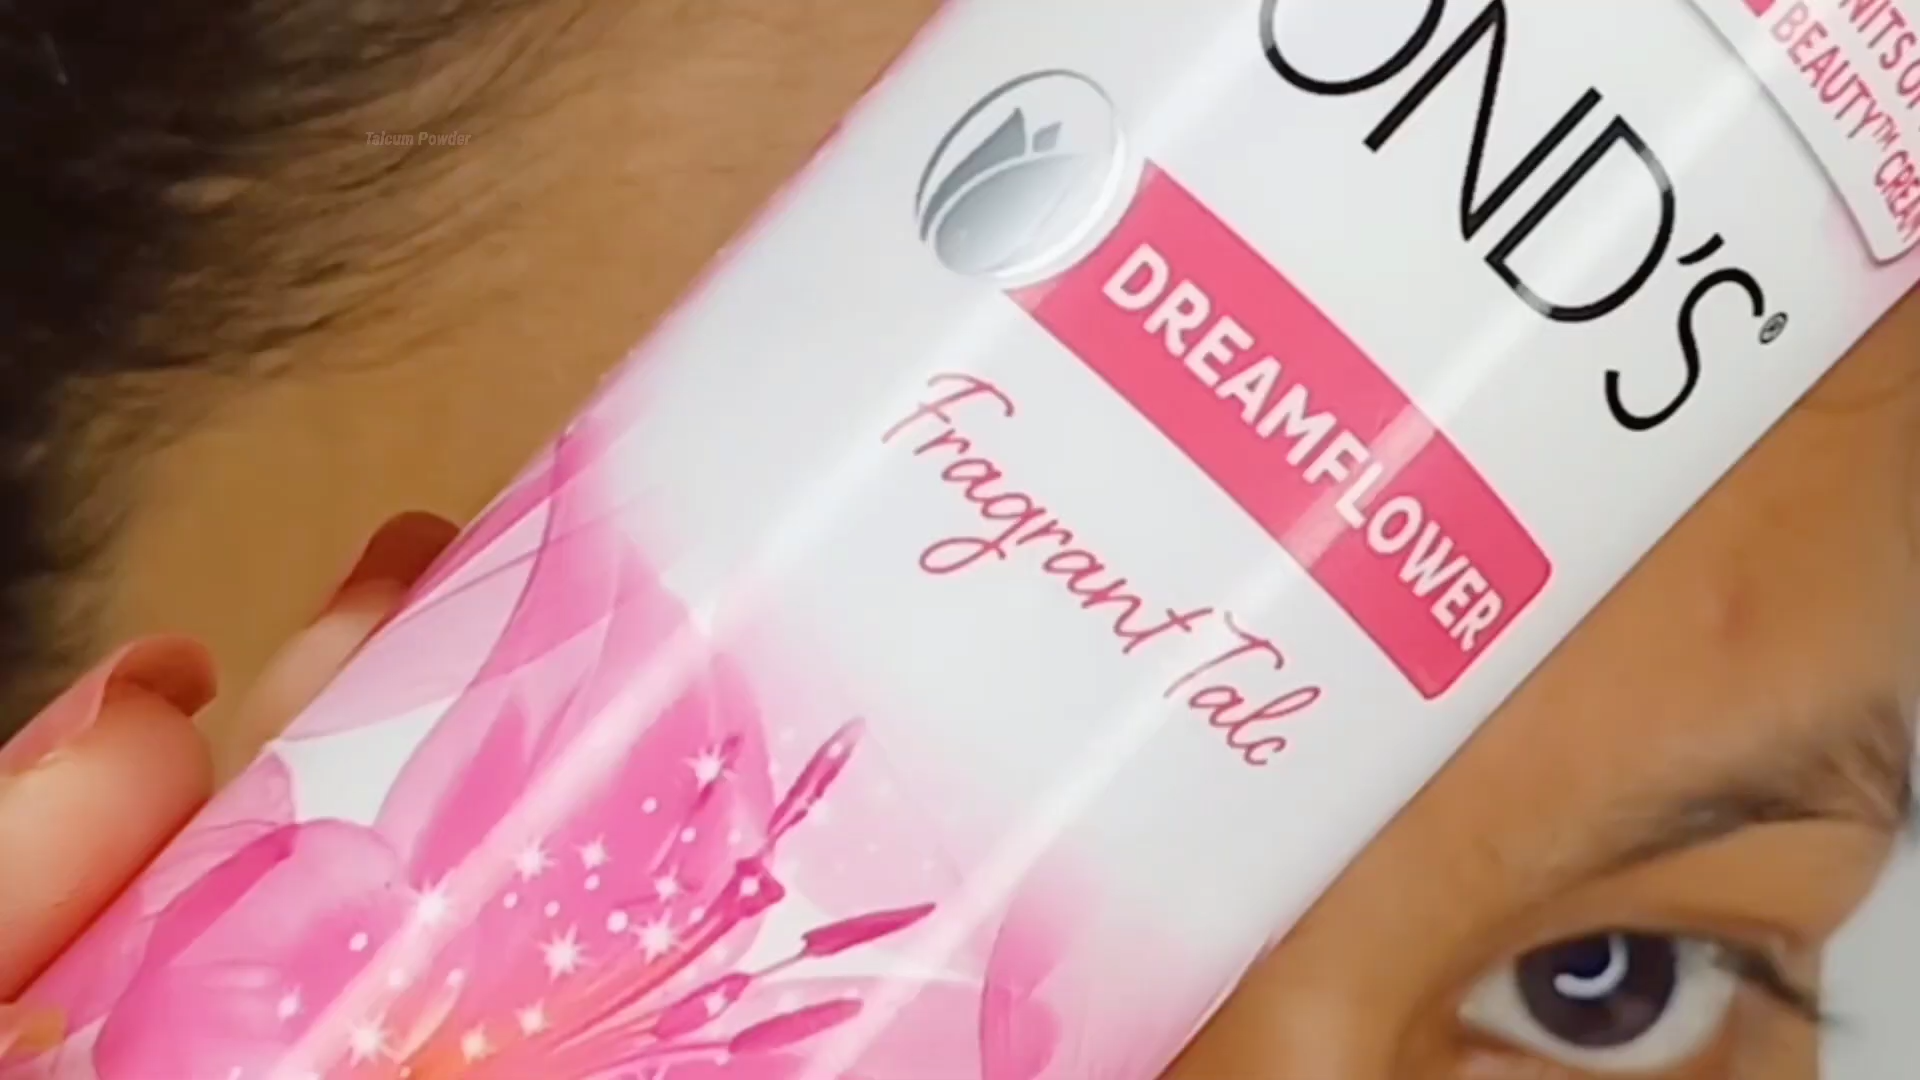 Talcum Powder
OND'S®
BEAUTY™
DREAMFLOWER
Fragrant Talc